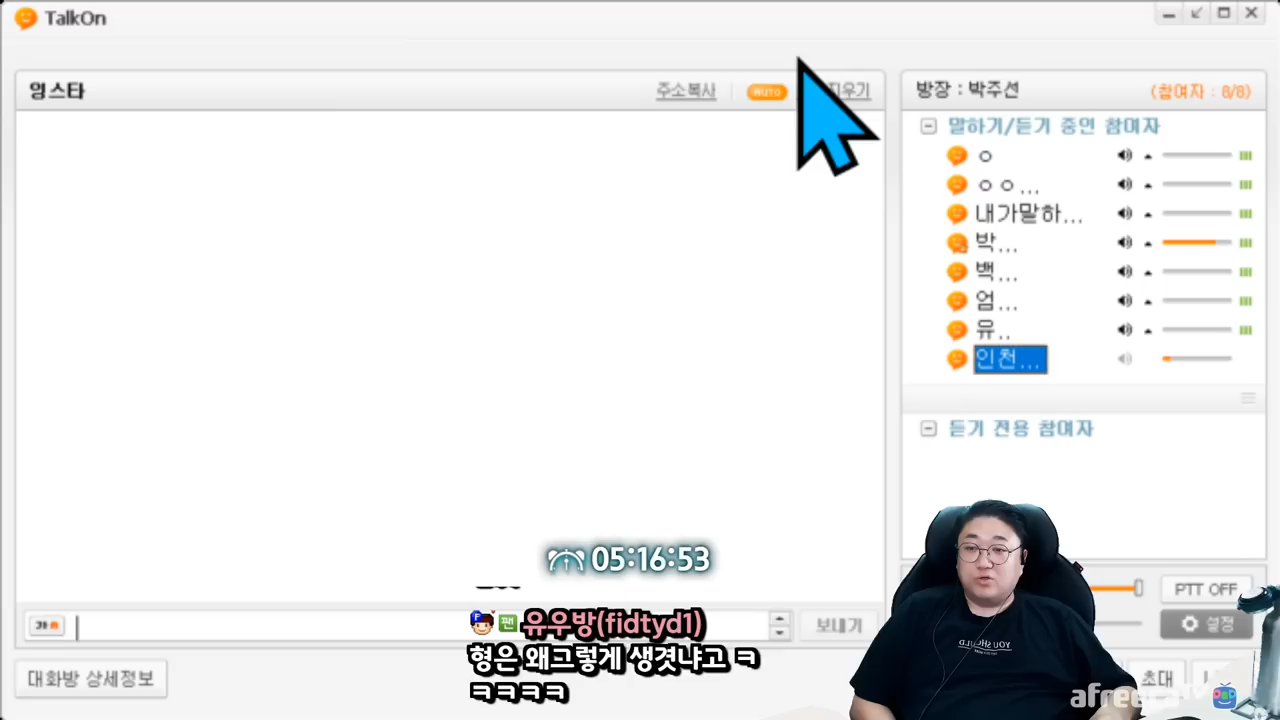 TalkOn
잉스타
주소복사
AUTO
지우기
방장 : 박주선
(참여자 : 8/8)
말하기/듣기 중인 참여자
ㅇ
ㅇㅇ...
내가말하...
박...
백...
엄...
유..
인천...
듣기 전용 참여자
05:16:53
PTT OFF
유우방(fidtyd1)
형은 왜그렇게 생겻냐고 ㅋ
ㅋㅋㅋㅋ
보내기
설정
대화방 상세정보
초대
YOU SHOULD